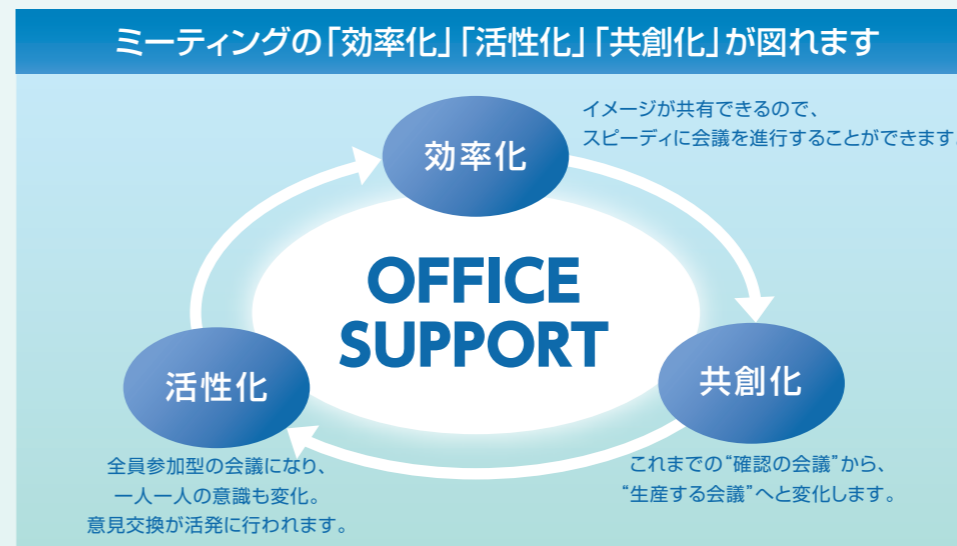 ミーティングの「効率化」「活性化」「共創化」が図れます
効率化
イメージが共有できるので、
スピーディに会議を進行することができます。
OFFICE
SUPPORT
活性化
全員参加型の会議になり、
一人一人の意識も変化。
意見交換が活発に行われます。
共創化
これまでの“確認の会議”から、
“生産する会議”へと変化します。